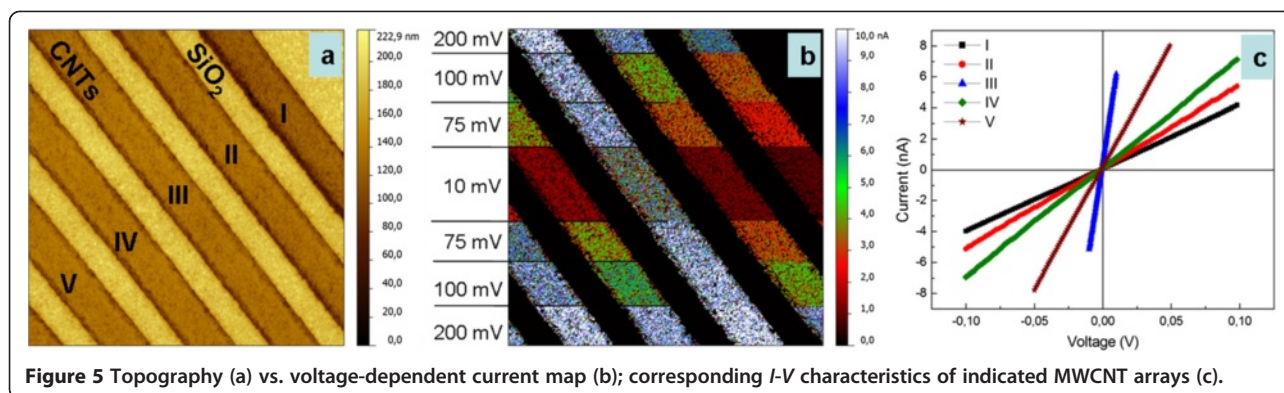 a
CNTs
SiO2
I
II
III
IV
V
222,9 nm
200,0
180,0
160,0
140,0
120,0
100,0
80,0
60,0
40,0
20,0
0,0
200 mV
100 mV
75 mV
10 mV
75 mV
100 mV
200 mV
b
10,0 nA
9,0
8,0
7,0
6,0
5,0
4,0
3,0
2,0
1,0
0,0
c
I
II
III
IV
V
Current (nA)
8
6
4
2
0
-2
-4
-6
-8
-0,10
-0,05
0,00
0,05
0,10
Voltage (V)
Figure 5 Topography (a) vs. voltage-dependent current map (b); corresponding I-V characteristics of indicated MWCNT arrays (c).